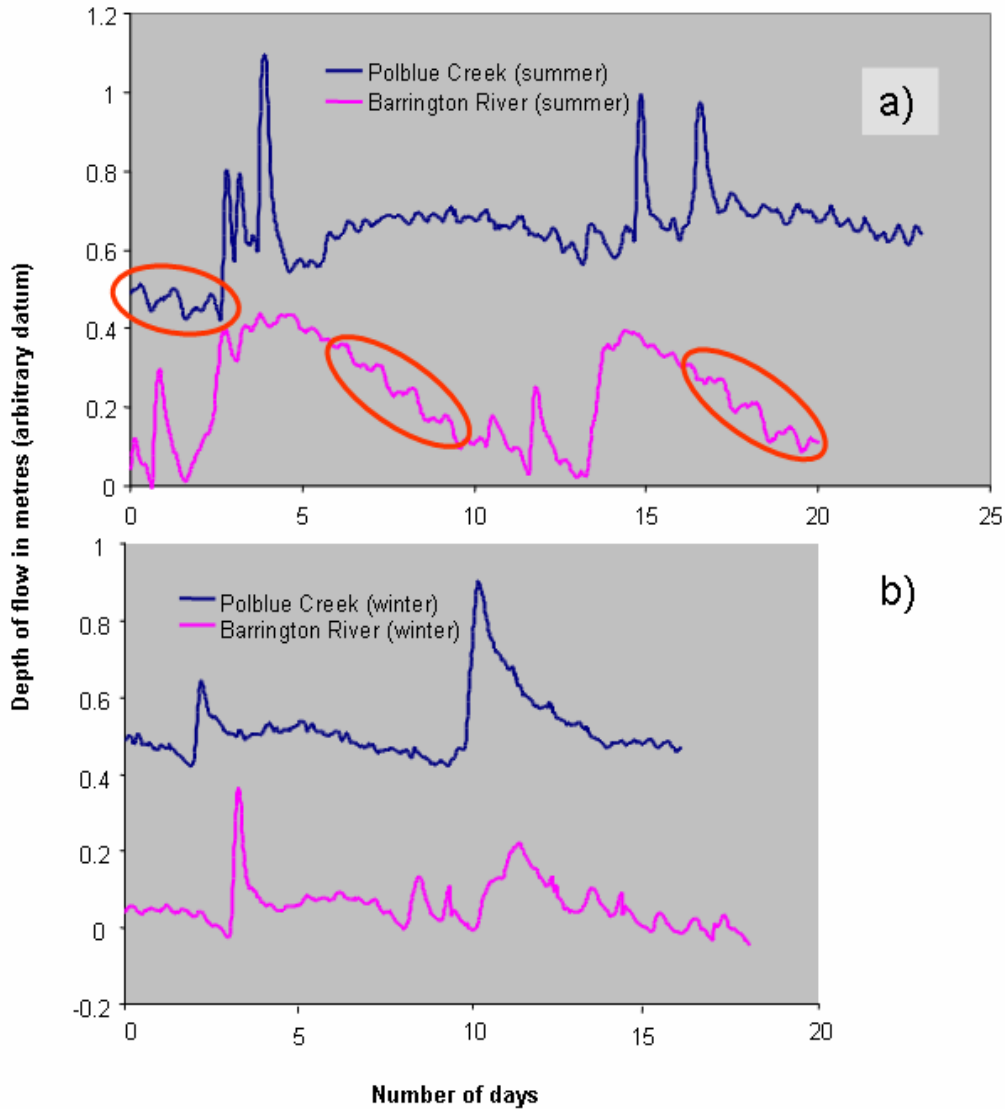 Depth of flow in metres (arbitrary datum)
1.2
1
0.8
0.6
0.4
0.2
0
Polblue Creek (summer)
Barrington River (summer)
a)
0 5 10 15 20 25
1
0.8
0.6
0.4
0.2
0
-0.2
Polblue Creek (winter)
Barrington River (winter)
b)
0 5 10 15 20
Number of days